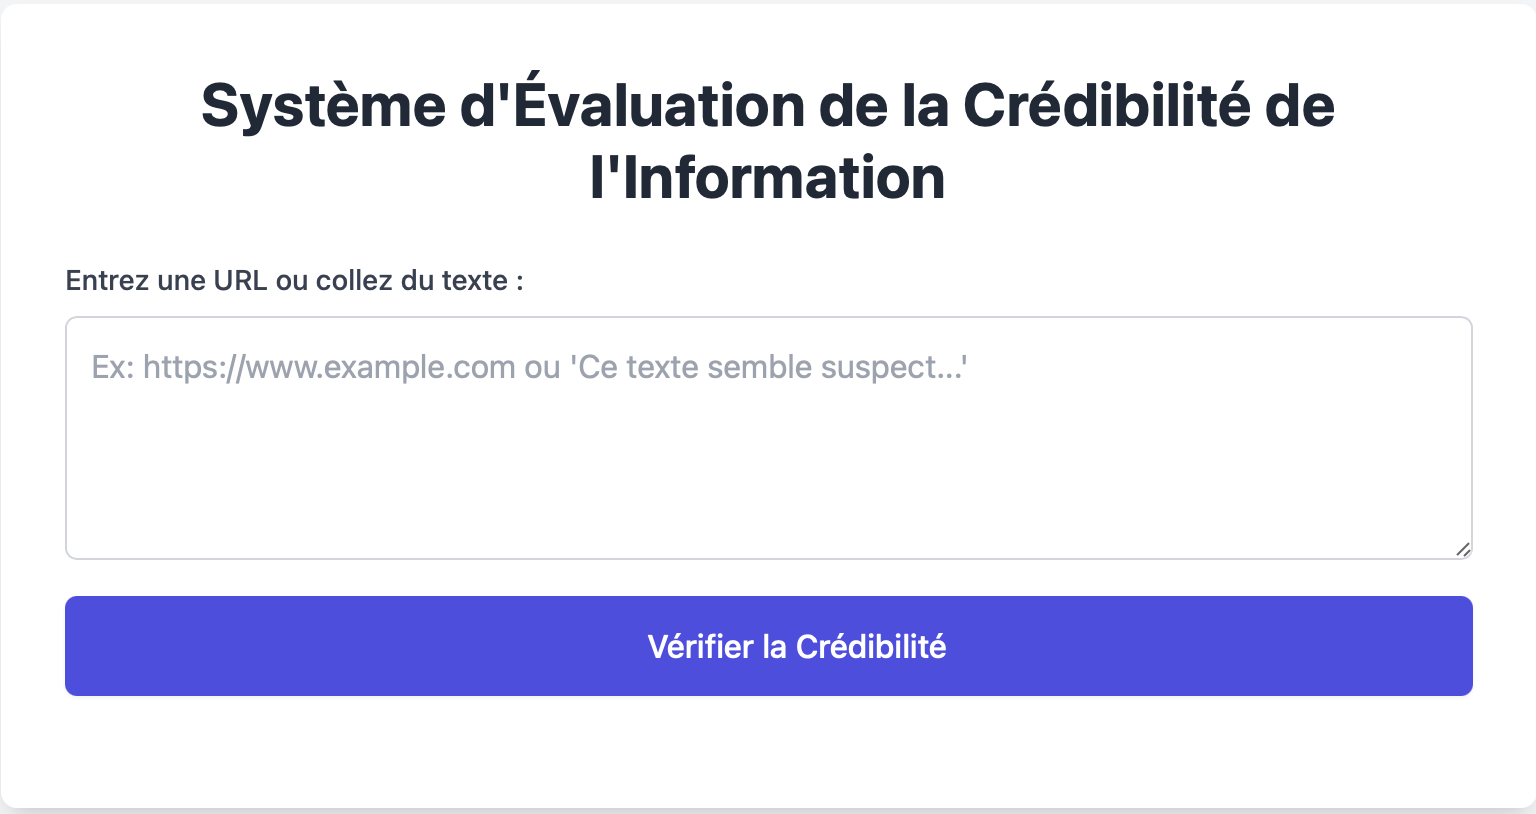 Système d'Évaluation de la Crédibilité de
l'Information
Entrez une URL ou collez du texte :
Ex: https://www.example.com ou 'Ce texte semble suspect...'
Vérifier la Crédibilité